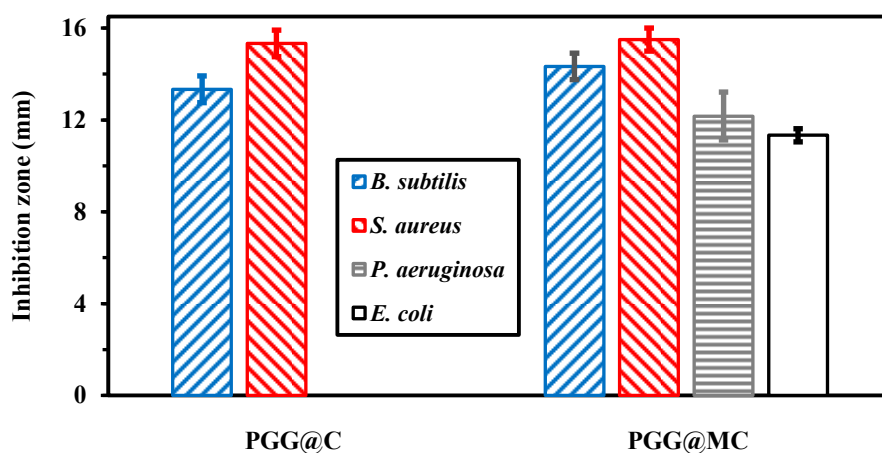 16
12
8
4
0
Inhibition zone (mm)
B. subtilis
S. aureus
P. aeruginosa
E. coli
PGG@C PGG@MC